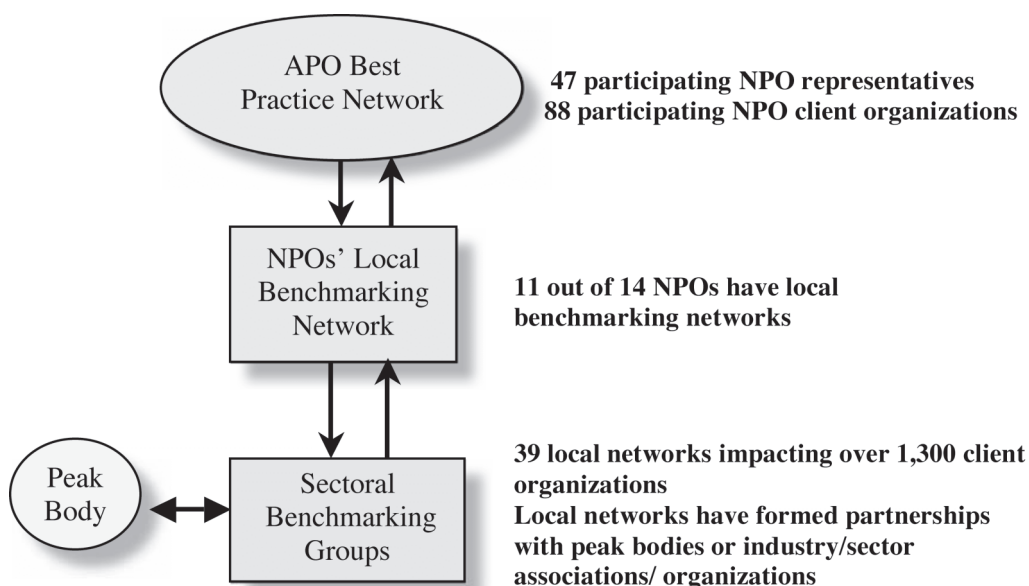 APO Best
Practice Network
47 participating NPO representatives
88 participating NPO client organizations
NPOs’ Local
Benchmarking
Network
11 out of 14 NPOs have local
benchmarking networks
Peak
Body
Sectoral
Benchmarking
Groups
39 local networks impacting over 1,300 client
organizations
Local networks have formed partnerships
with peak bodies or industry/sector
associations/ organizations